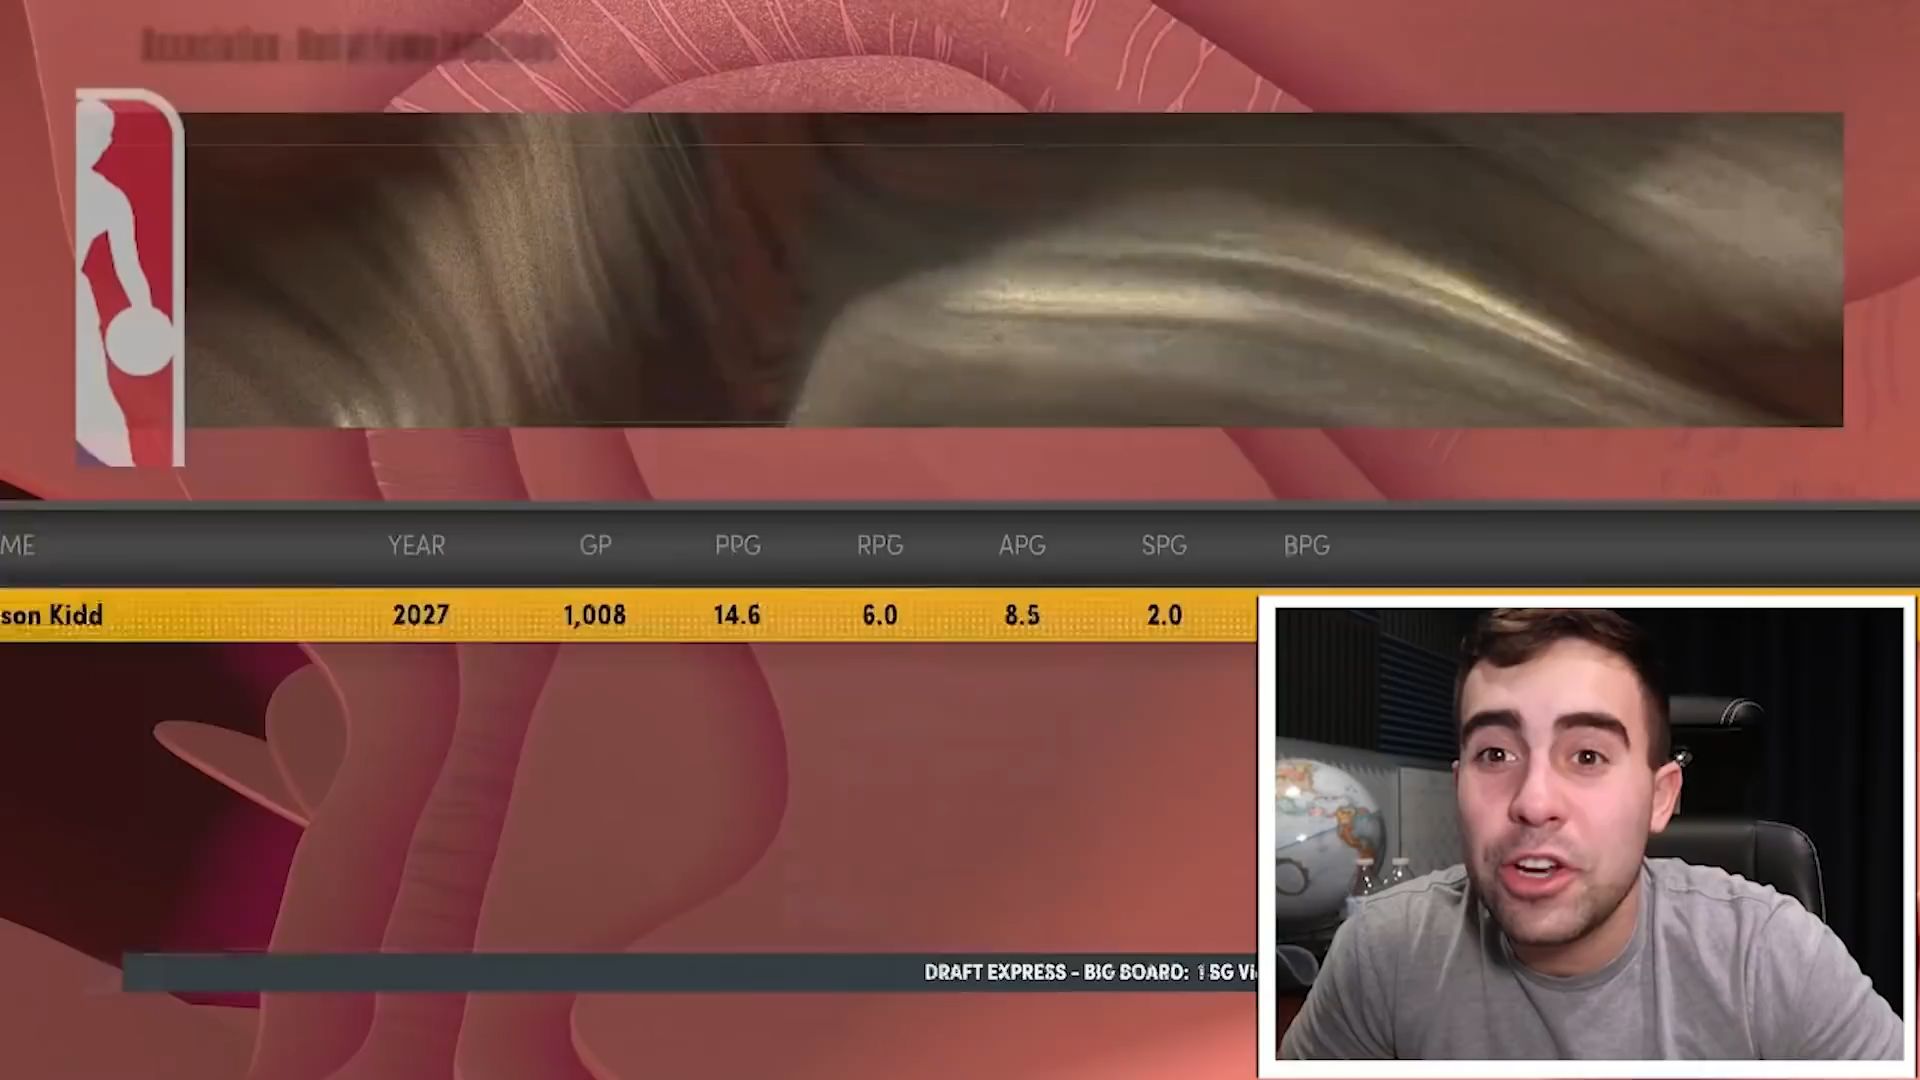 ME YEAR GP PPG RPG APG SPG BPG
son Kidd 2027 1,008 14.6 6.0 8.5 2.0
DRAFT EXPRESS - BIG BOARD: 1 SG Vi